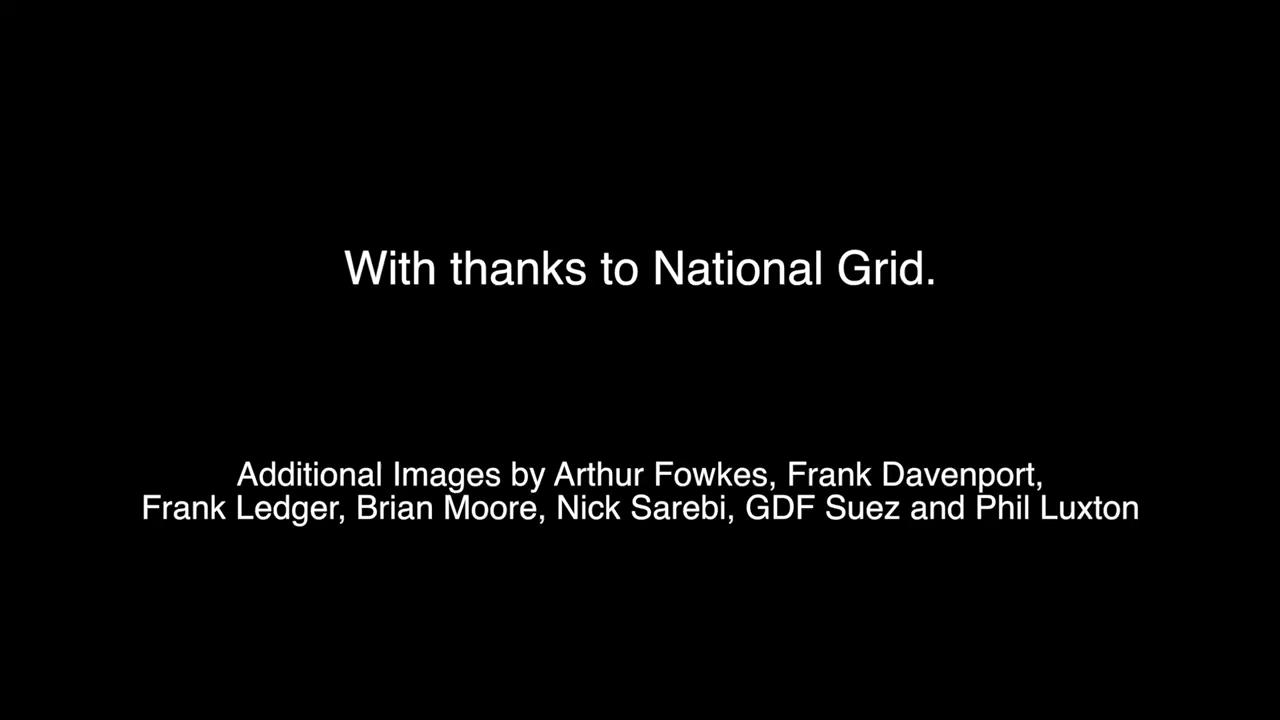 With thanks to National Grid.
Additional Images by Arthur Fowkes, Frank Davenport,
Frank Ledger, Brian Moore, Nick Sarebi, GDF Suez and Phil Luxton